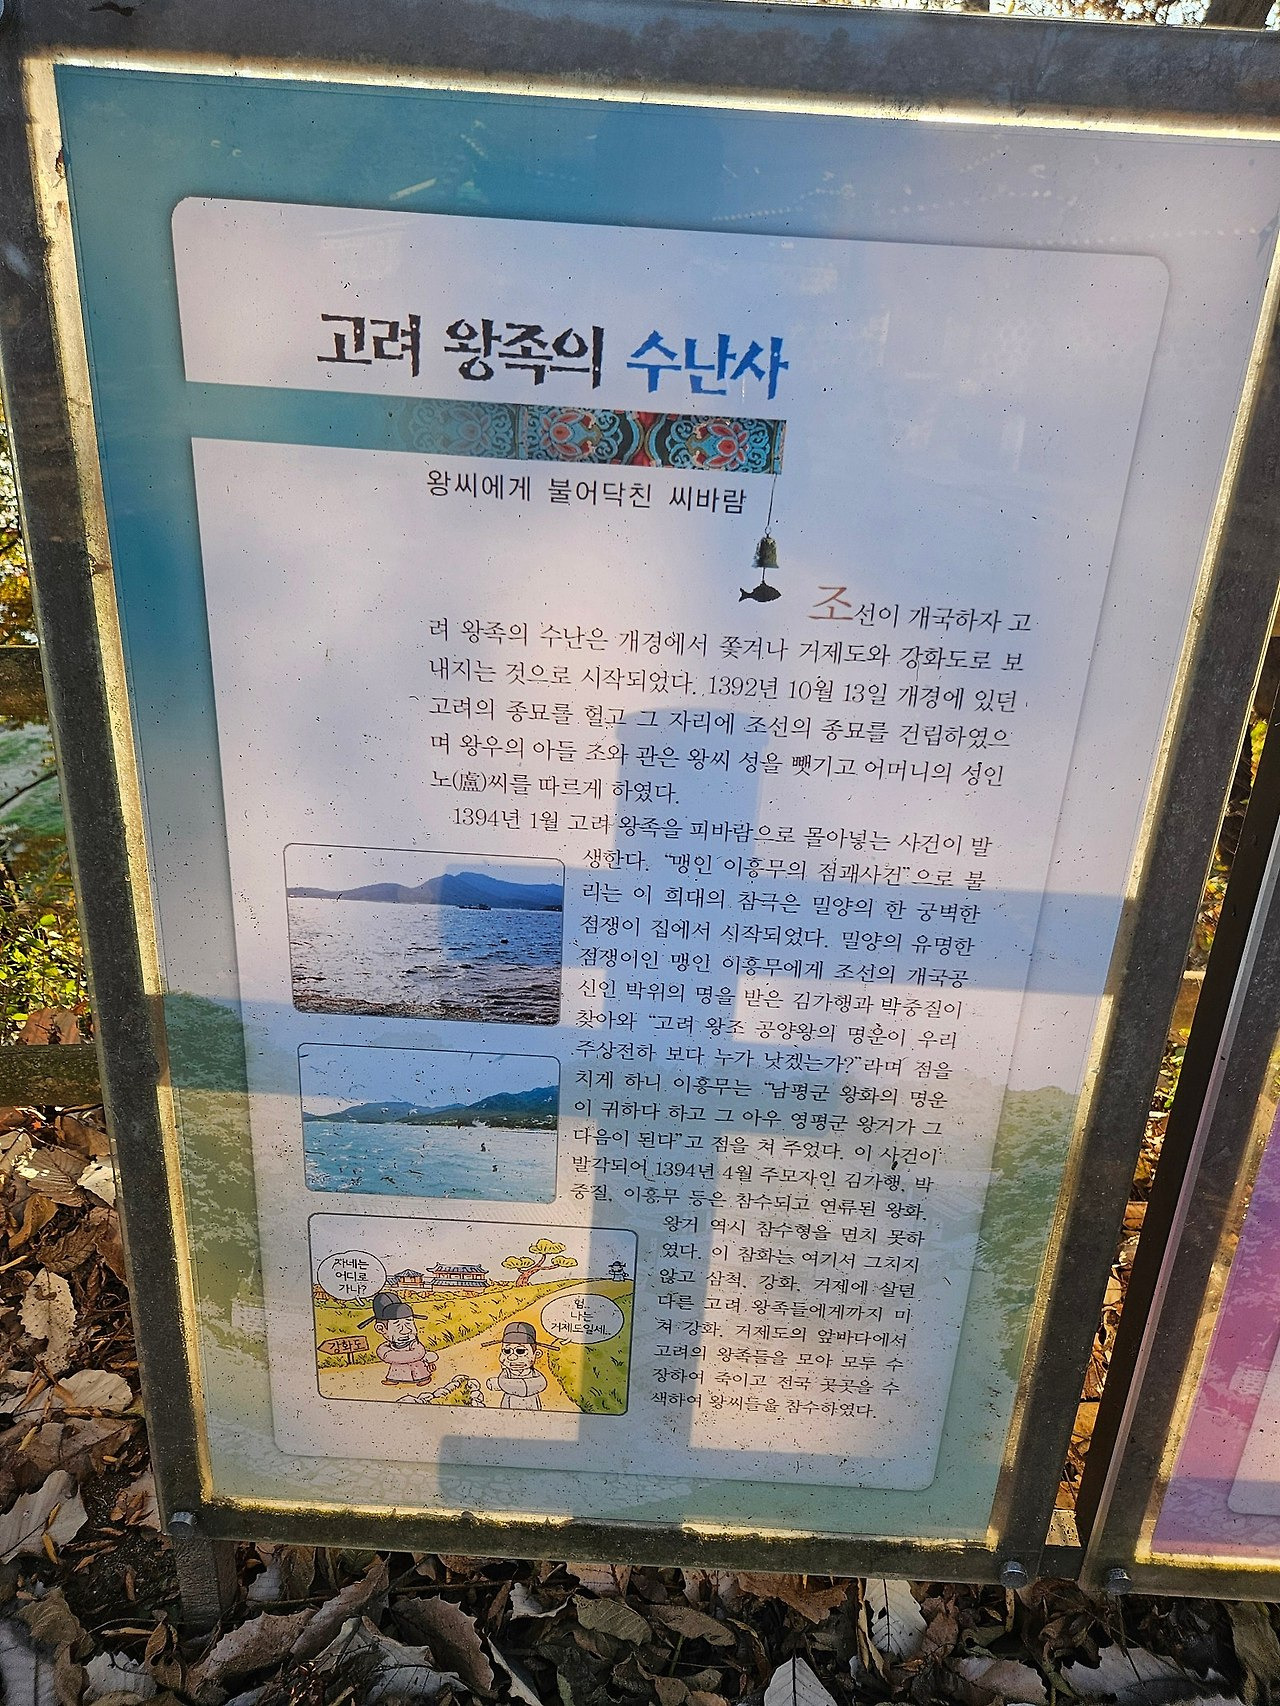 고려 왕족의 수난사
왕씨에게 불어닥친 씨바람
조선이 개국하자 고
려 왕족의 수난은 개경에서 쫓겨나 거제도와 강화도로 보
내지는 것으로 시작되었다. 1392년 10월 13일 개경에 있던
고려의 종묘를 헐고 그 자리에 조선의 종묘를 건립하였으
며 왕우의 아들 초와 관은 왕씨 성을 뺏기고 어머니의 성인
노(盧)씨를 따르게 하였다.
1394년 1월 고려 왕족을 피바람으로 몰아넣는 사건이 발
생한다. “맹인 이흥무의 점괘사건”으로 불
리는 이 희대의 참극은 밀양의 한 궁벽한
점쟁이 집에서 시작되었다. 밀양의 유명한
점쟁이인 맹인 이흥무에게 조선의 개국공
신인 박위의 명을 받은 김가행과 박중질이
찾아와 “고려 왕조 공양왕의 명운이 우리
주상전하 보다 누가 낫겠는가?”라며 점을
치게 하니 이흥무는 “남평군 왕화의 명운
이 귀하다 하고 그 아우 영평군 왕거가 그
다음이 된다”고 점을 쳐 주었다. 이 사건이
발각되어 1394년 4월 주모자인 김가행, 박
중질, 이흥무 등은 참수되고 연류된 왕화,
왕거 역시 참수형을 면치 못하
였다. 이 참화는 여기서 그치지
않고 삼척, 강화, 거제에 살던
다른 고려 왕족들에게까지 미
쳐 강화, 거제도의 앞바다에서
고려의 왕족들을 모아 모두 수
장하여 죽이고 전국 곳곳을 수
색하여 왕씨들을 참수하였다.
자네는
어디로
가나?
강화도
나는
거제도일세..